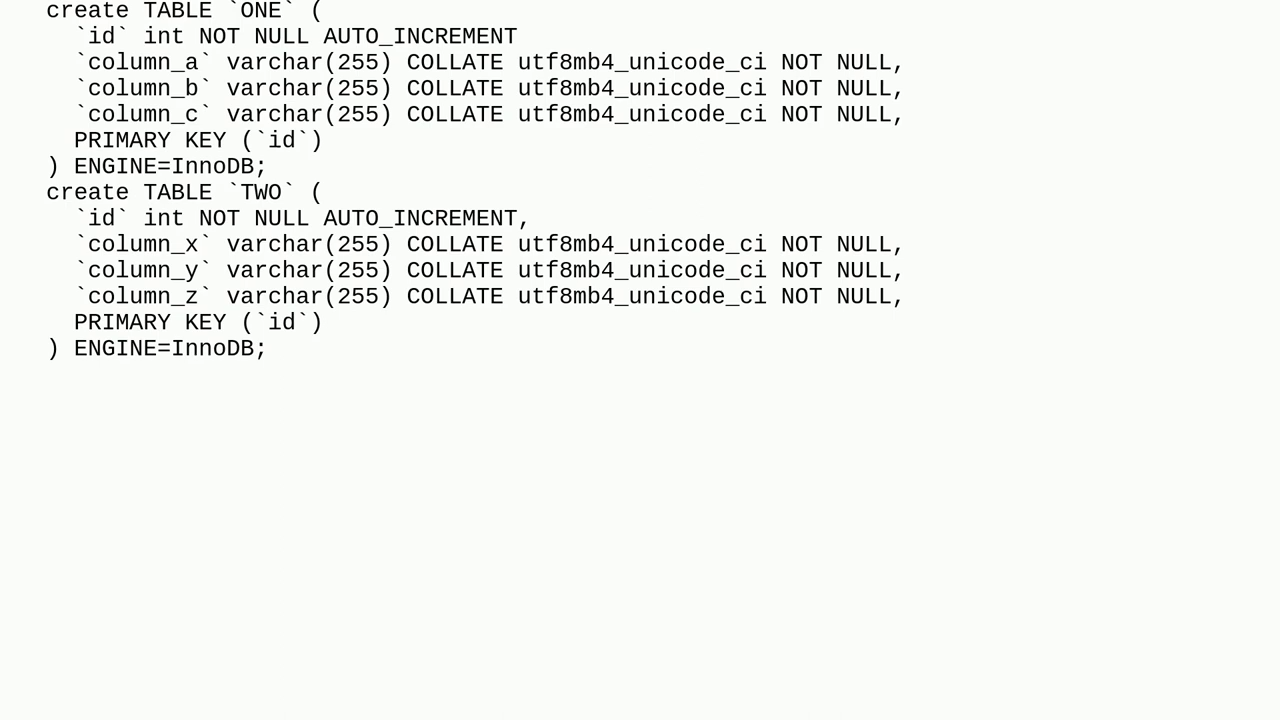 create TABLE `ONE` (
  `id` int NOT NULL AUTO_INCREMENT
  `column_a` varchar(255) COLLATE utf8mb4_unicode_ci NOT NULL,
  `column_b` varchar(255) COLLATE utf8mb4_unicode_ci NOT NULL,
  `column_c` varchar(255) COLLATE utf8mb4_unicode_ci NOT NULL,
  PRIMARY KEY (`id`)
) ENGINE=InnoDB;
create TABLE `TWO` (
  `id` int NOT NULL AUTO_INCREMENT,
  `column_x` varchar(255) COLLATE utf8mb4_unicode_ci NOT NULL,
  `column_y` varchar(255) COLLATE utf8mb4_unicode_ci NOT NULL,
  `column_z` varchar(255) COLLATE utf8mb4_unicode_ci NOT NULL,
  PRIMARY KEY (`id`)
) ENGINE=InnoDB;